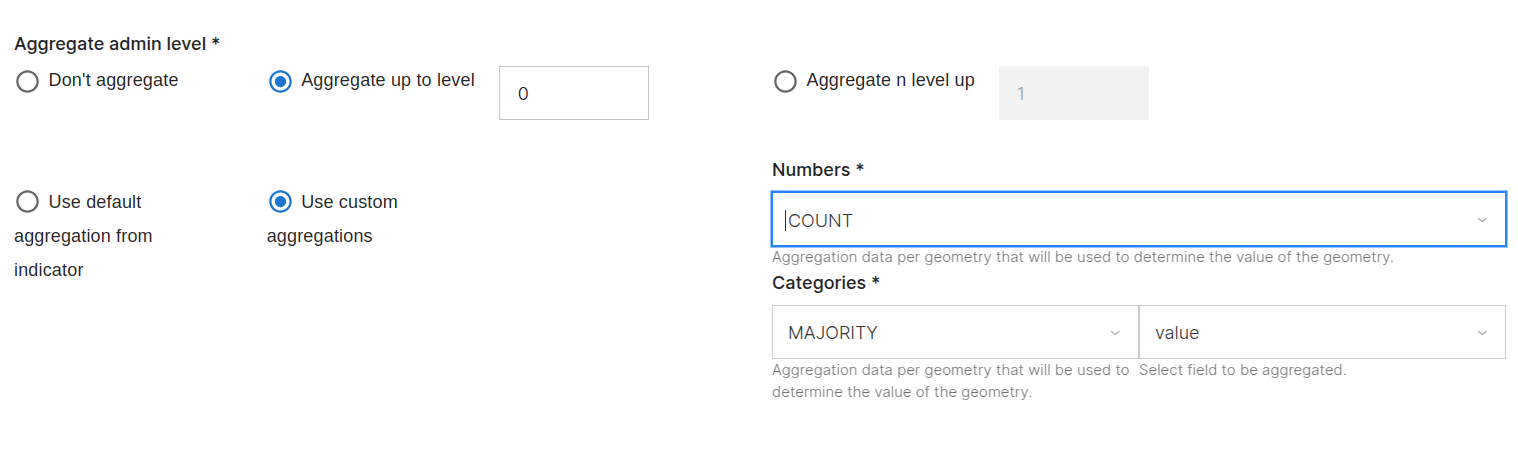 Aggregate admin level *
Don't aggregate
Aggregate up to level
0
Aggregate n level up
1
Use default
aggregation from
indicator
Use custom
aggregations
Numbers *
COUNT
Aggregation data per geometry that will be used to determine the value of the geometry.
Categories *
MAJORITY
value
Aggregation data per geometry that will be used to
determine the value of the geometry.
Select field to be aggregated.